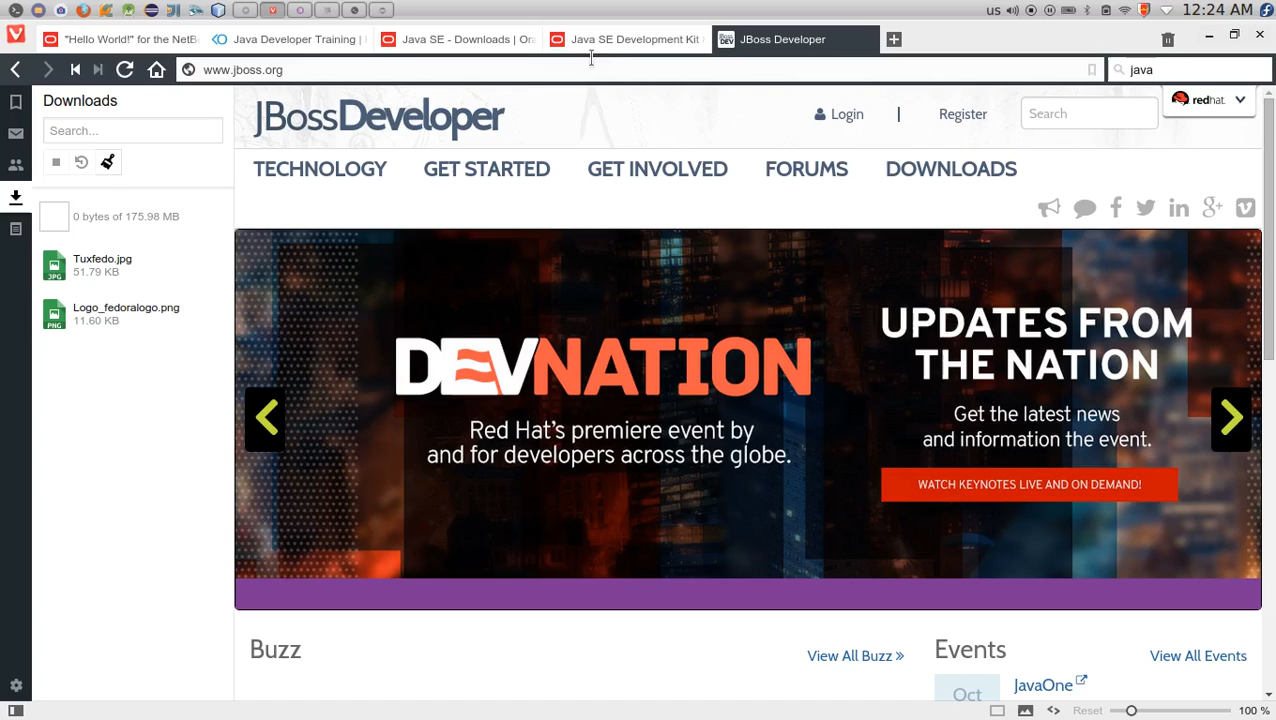 us 12:24 AM
"Hello World!" for the NetB
Java Developer Training |
Java SE - Downloads | Ora
Java SE Development Kit
JBoss Developer
www.jboss.org
java
Downloads
Search...
0 bytes of 175.98 MB
Tuxfedo.jpg
51.79 KB
Logo_fedoralogo.png
11.60 KB
JBossDeveloper
Login | Register
Search
redhat.
TECHNOLOGY GET STARTED GET INVOLVED FORUMS DOWNLOADS
DEVNATION
Red Hat's premiere event by
and for developers across the globe.
UPDATES FROM
THE NATION
Get the latest news
and information the event.
WATCH KEYNOTES LIVE AND ON DEMAND!
Buzz
View All Buzz »
Events
View All Events
Oct
JavaOne
Reset
100 %